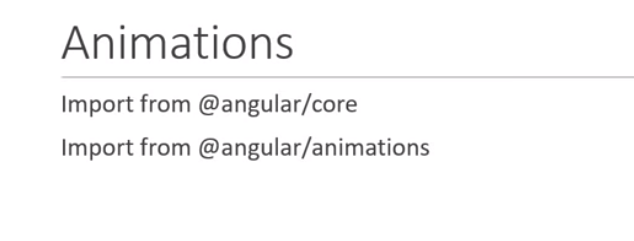 Animations
Import from @angular/core
Import from @angular/animations